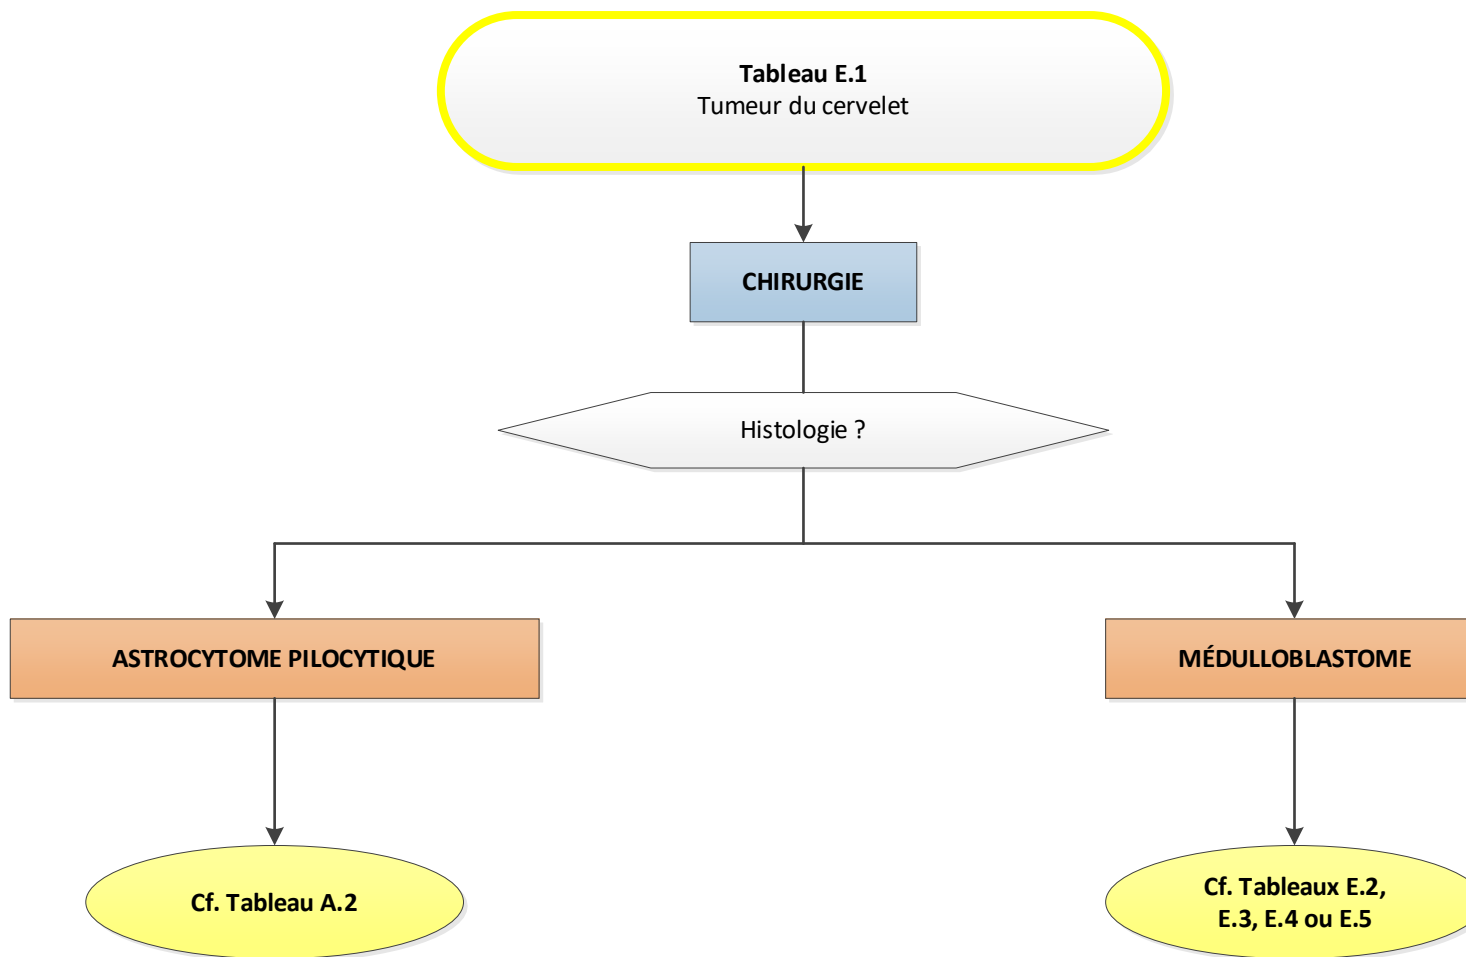 Tableau E.1
Tumeur du cervelet
CHIRURGIE
Histologie ?
ASTROCYTOME PILOCYTIQUE
MÉDULLOBLASTOME
Cf. Tableau A.2
Cf. Tableaux E.2,
E.3, E.4 ou E.5